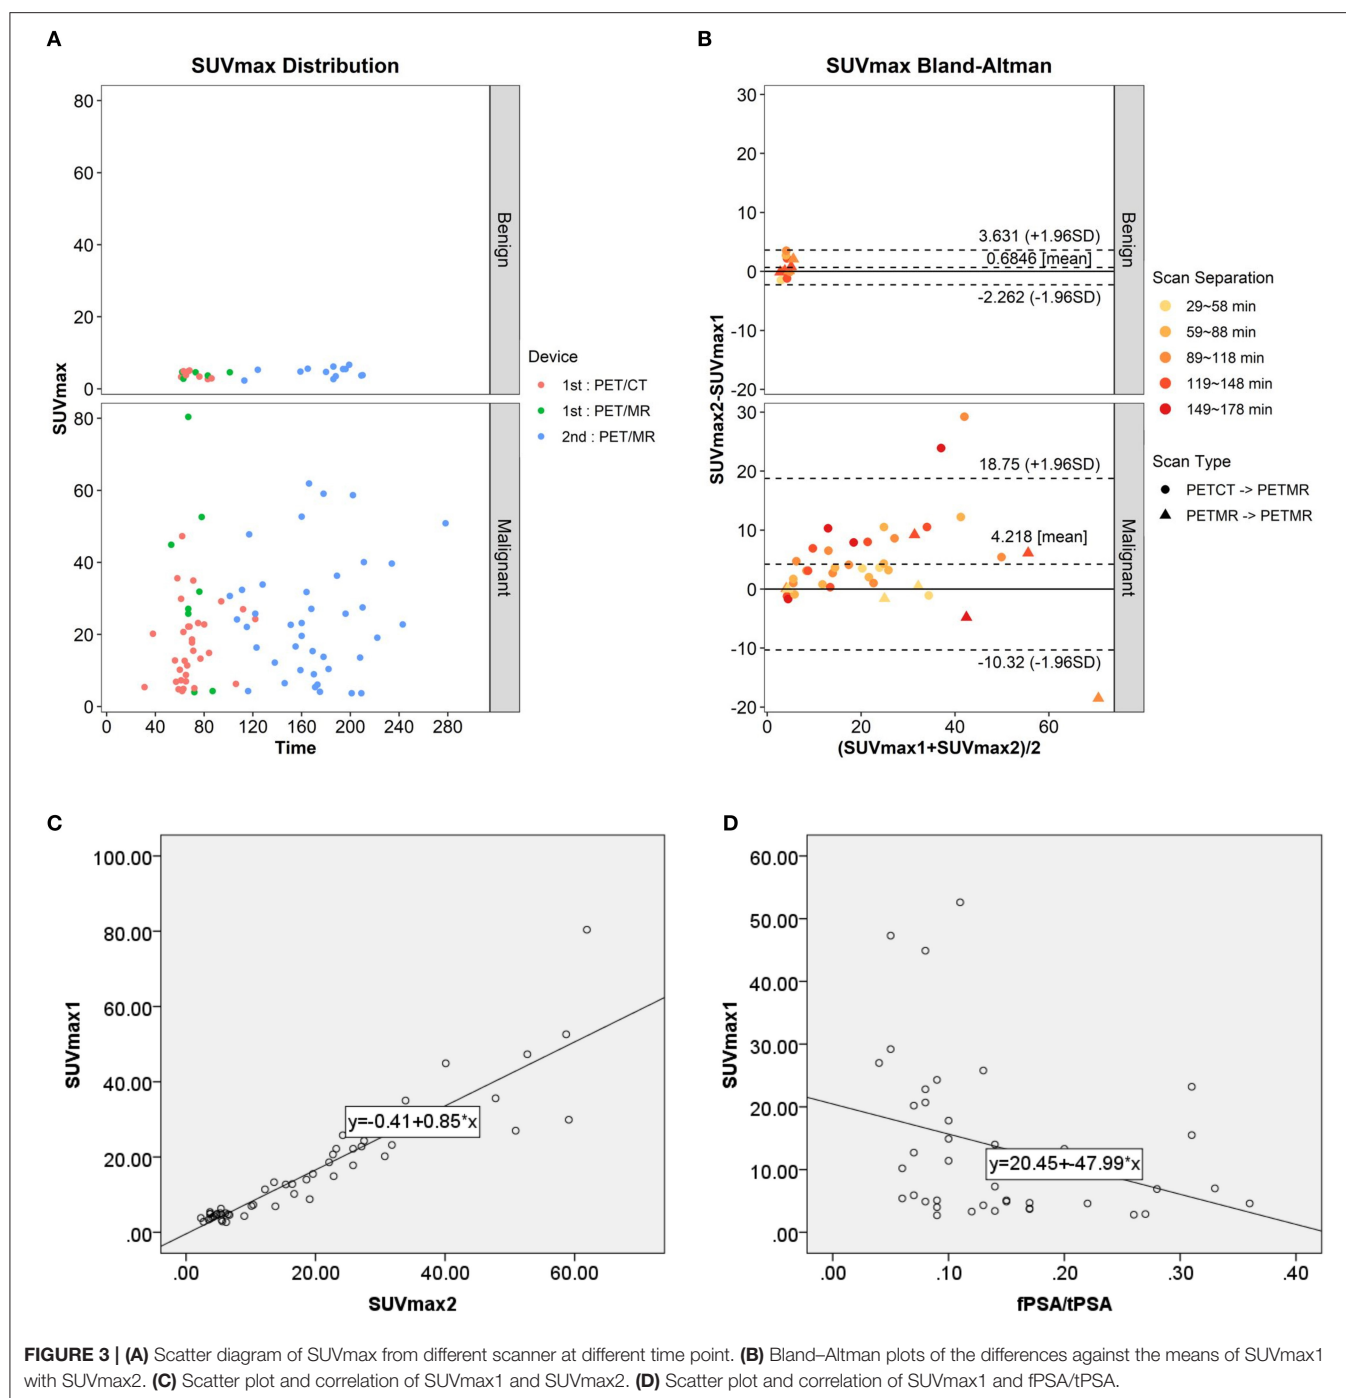 A
SUVmax Distribution
80
60
40
20
0
Benign
80
60
40
20
0
Malignant
0 40 80 120 160 200 240 280
Time
SUVmax
Device
1st : PET/CT
1st : PET/MR
2nd : PET/MR
B
SUVmax Bland-Altman
30
20
10
0
-10
-20
3.631 (+1.96SD)
0.6846 [mean]
-2.262 (-1.96SD)
Benign
30
20
10
0
-10
-20
18.75 (+1.96SD)
4.218 [mean]
-10.32 (-1.96SD)
Malignant
0 20 40 60
(SUVmax1+SUVmax2)/2
SUVmax2-SUVmax1
Scan Separation
29~58 min
59~88 min
89~118 min
119~148 min
149~178 min
Scan Type
PETCT -> PETMR
PETMR -> PETMR
C
100.00
80.00
60.00
40.00
20.00
.00
SUVmax1
y=-0.41+0.85*x
.00 20.00 40.00 60.00
SUVmax2
D
60.00
50.00
40.00
30.00
20.00
10.00
.00
SUVmax1
y=20.45+-47.99*x
.00 .10 .20 .30 .40
fPSA/tPSA
FIGURE 3 | (A) Scatter diagram of SUVmax from different scanner at different time point. (B) Bland–Altman plots of the differences against the means of SUVmax1
with SUVmax2. (C) Scatter plot and correlation of SUVmax1 and SUVmax2. (D) Scatter plot and correlation of SUVmax1 and fPSA/tPSA.